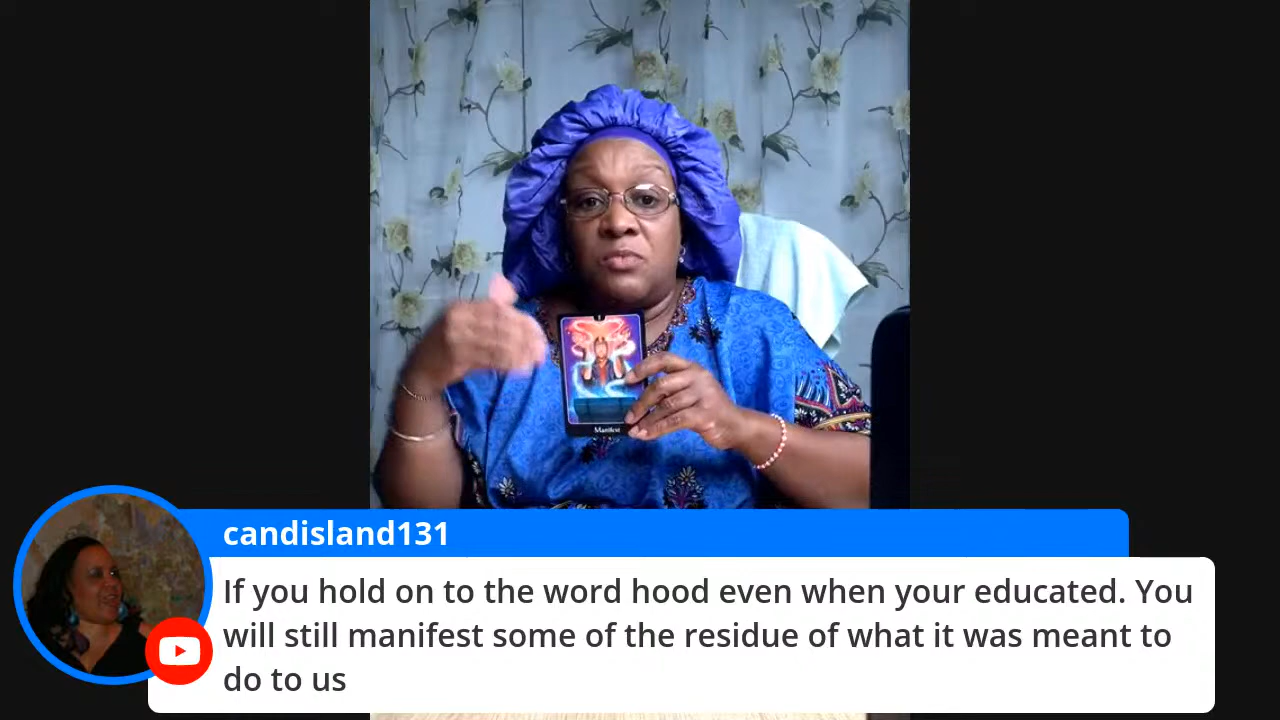 I
Manifest
candisland131
If you hold on to the word hood even when your educated. You
will still manifest some of the residue of what it was meant to
do to us